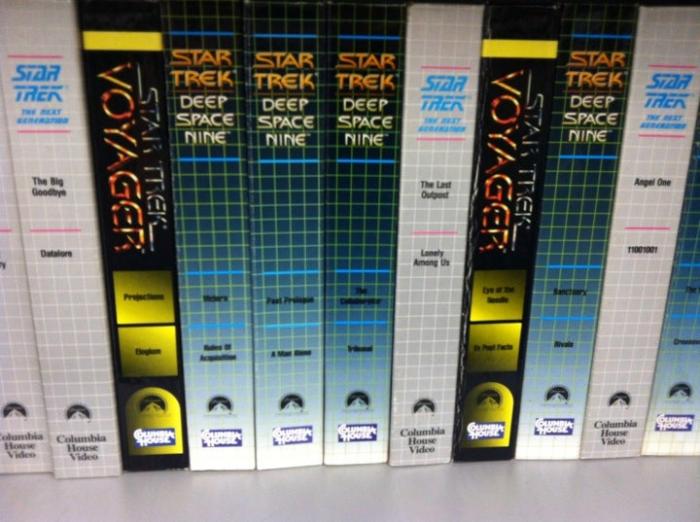 ry
Columbia
House
Video
STAR
TREK
THE NEXT
GENERATION
The Big
Goodbye
Datalore
Columbia
House
Video
STAR TREK
VOYAGER
Projections
Elogium
COLUMBIA
HOUSE
STAR
TREK
DEEP
SPACE
NINE
Melora
Rules Of
Acquisition
COLUMBIA
HOUSE
STAR
TREK
DEEP
SPACE
NINE
Past Prologue
A Man Alone
COLUMBIA
HOUSE
STAR
TREK
DEEP
SPACE
NINE
The
Collaborator
Tribunal
COLUMBIA
HOUSE
STAR
TREK
THE NEXT
GENERATION
The Last
Outpost
Lonely
Among Us
Columbia
House
Video
STAR TREK
VOYAGER
Eye of the
Needle
Ex Post Facto
COLUMBIA
HOUSE
STAR
TREK
DEEP
SPACE
NINE
Sanctuary
Rivals
COLUMBIA
HOUSE
STAR
TREK
THE NEXT
GENERATION
Angel One
11001001
Columbia
House
Video
The
Crossov
COLUMB
HOUSE